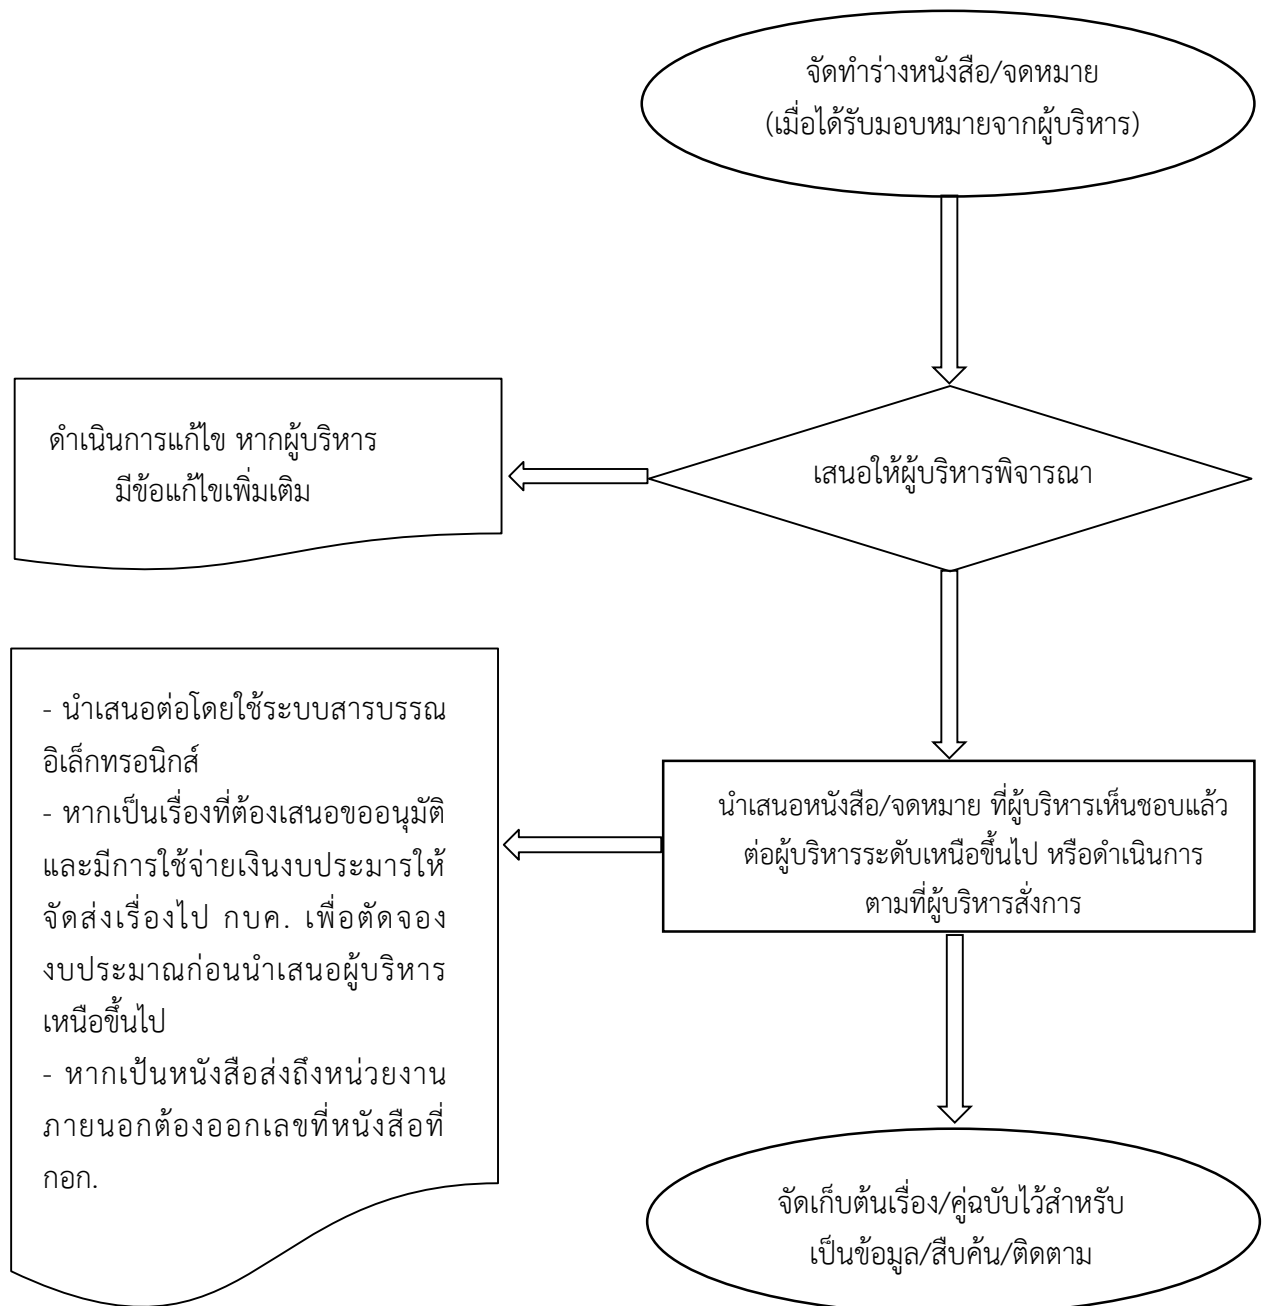 จัดทำร่างหนังสือ/จดหมาย
(เมื่อได้รับมอบหมายจากผู้บริหาร)
เสนอให้ผู้บริหารพิจารณา
ดำเนินการแก้ไข หากผู้บริหาร
มีข้อแก้ไขเพิ่มเติม
นำเสนอหนังสือ/จดหมาย ที่ผู้บริหารเห็นชอบแล้ว
ต่อผู้บริหารระดับเหนือขึ้นไป หรือดำเนินการ
ตามที่ผู้บริหารสั่งการ
- นำเสนอต่อโดยใช้ระบบสารบรรณ
อิเล็กทรอนิกส์
- หากเป็นเรื่องที่ต้องเสนอขออนุมัติ
และมีการใช้จ่ายเงินงบประมารให้
จัดส่งเรื่องไป กบค. เพื่อตัดจอง
งบประมาณก่อนนำเสนอผู้บริหาร
เหนือขึ้นไป
- หากเป้นหนังสือส่งถึงหน่วยงาน
ภายนอกต้องออกเลขที่หนังสือที่
กอก.
จัดเก็บต้นเรื่อง/คู่ฉบับไว้สำหรับ
เป็นข้อมูล/สืบค้น/ติดตาม